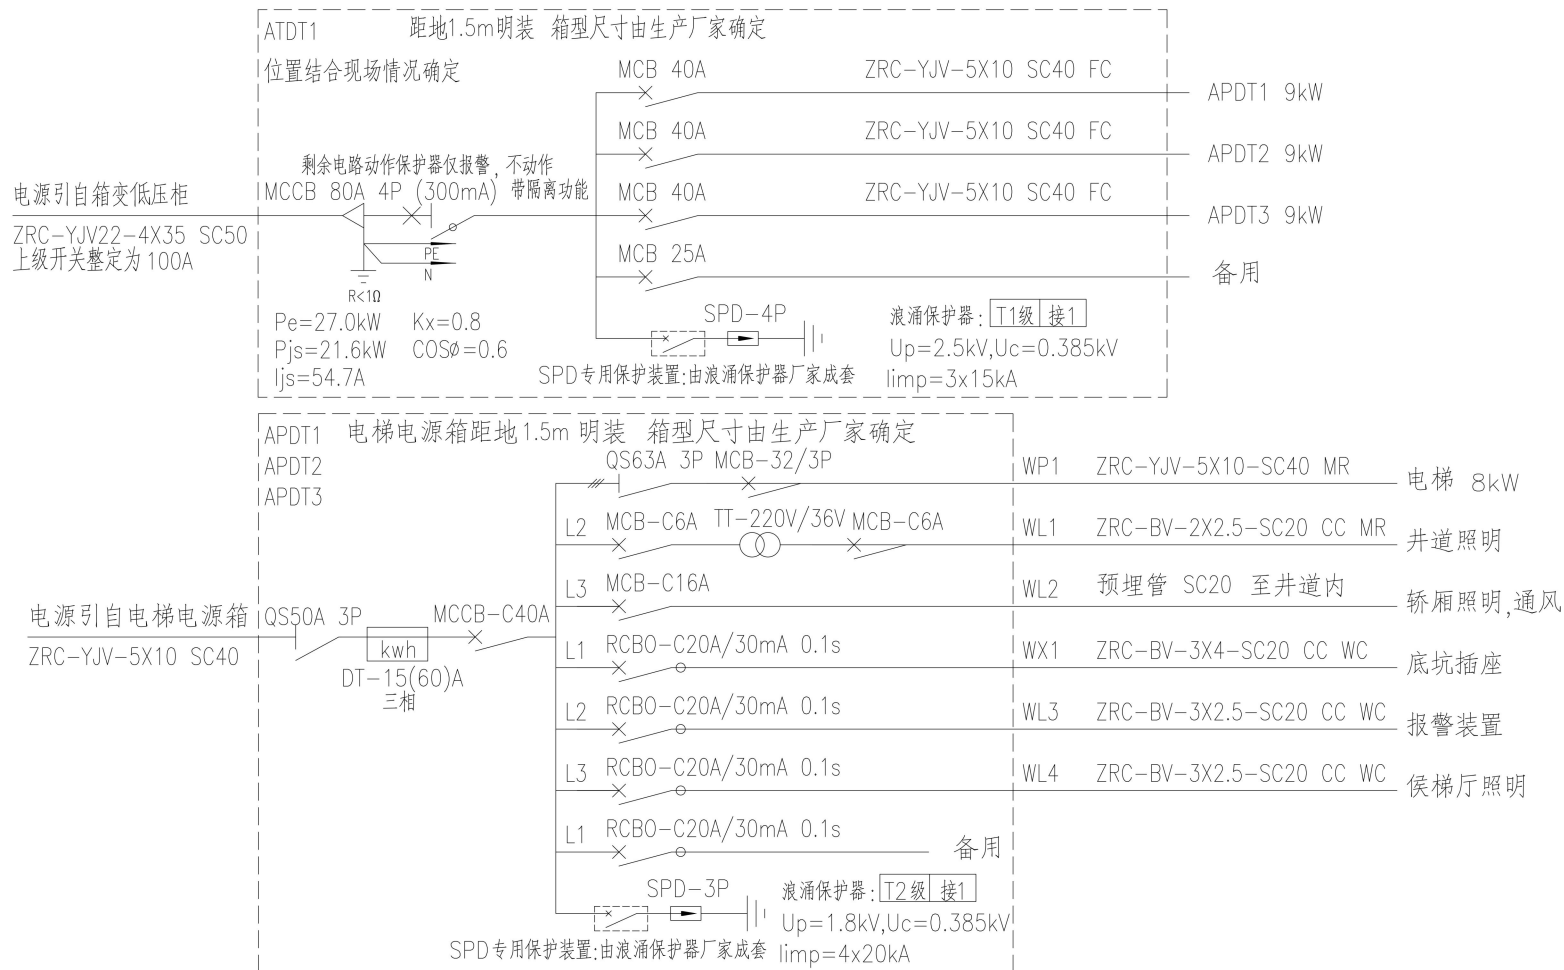 ATDT1 距地1.5m明装 箱型尺寸由生产厂家确定
位置结合现场情况确定
MCB 40A ZRC-YJV-5X10 SC40 FC
APDT1 9kW
MCB 40A ZRC-YJV-5X10 SC40 FC
APDT2 9kW
剩余电路动作保护器仅报警，不动作
MCCB 80A 4P (300mA) 带隔离功能
电源引自箱变低压柜
ZRC-YJV22-4X35 SC50
上级开关整定为100A
MCB 40A ZRC-YJV-5X10 SC40 FC
APDT3 9kW
PE
N
R<1Ω
MCB 25A
备用
Pe=27.0kW Kx=0.8
Pjs=21.6kW COSø=0.6
Ijs=54.7A
SPD-4P
浪涌保护器: T1级 接1
Up=2.5kV,Uc=0.385kV
SPD专用保护装置:由浪涌保护器厂家成套
Iimp=3x15kA
APDT1 电梯电源箱距地1.5m 明装 箱型尺寸由生产厂家确定
APDT2
APDT3
QS63A 3P MCB-32/3P
WP1 ZRC-YJV-5X10-SC40 MR
电梯 8kW
L2 MCB-C6A TT-220V/36V MCB-C6A
WL1 ZRC-BV-2X2.5-SC20 CC MR
井道照明
L3 MCB-C16A
WL2 预埋管 SC20 至井道内
轿厢照明,通风
电源引自电梯电源箱
ZRC-YJV-5X10 SC40
QS50A 3P
kwh
DT-15(60)A
三相
MCCB-C40A
L1 RCBO-C20A/30mA 0.1s
WX1 ZRC-BV-3X4-SC20 CC WC
底坑插座
L2 RCBO-C20A/30mA 0.1s
WL3 ZRC-BV-3X2.5-SC20 CC WC
报警装置
L3 RCBO-C20A/30mA 0.1s
WL4 ZRC-BV-3X2.5-SC20 CC WC
侯梯厅照明
L1 RCBO-C20A/30mA 0.1s
备用
SPD-3P
浪涌保护器: T2级 接1
Up=1.8kV,Uc=0.385kV
SPD专用保护装置:由浪涌保护器厂家成套
Iimp=4x20kA